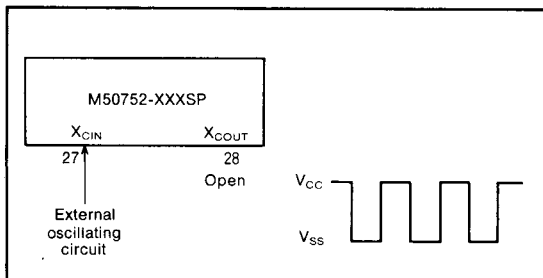 M50752-XXXSP
XCIN XCOUT
27 28
Open
External
oscillating
circuit
VCC
VSS